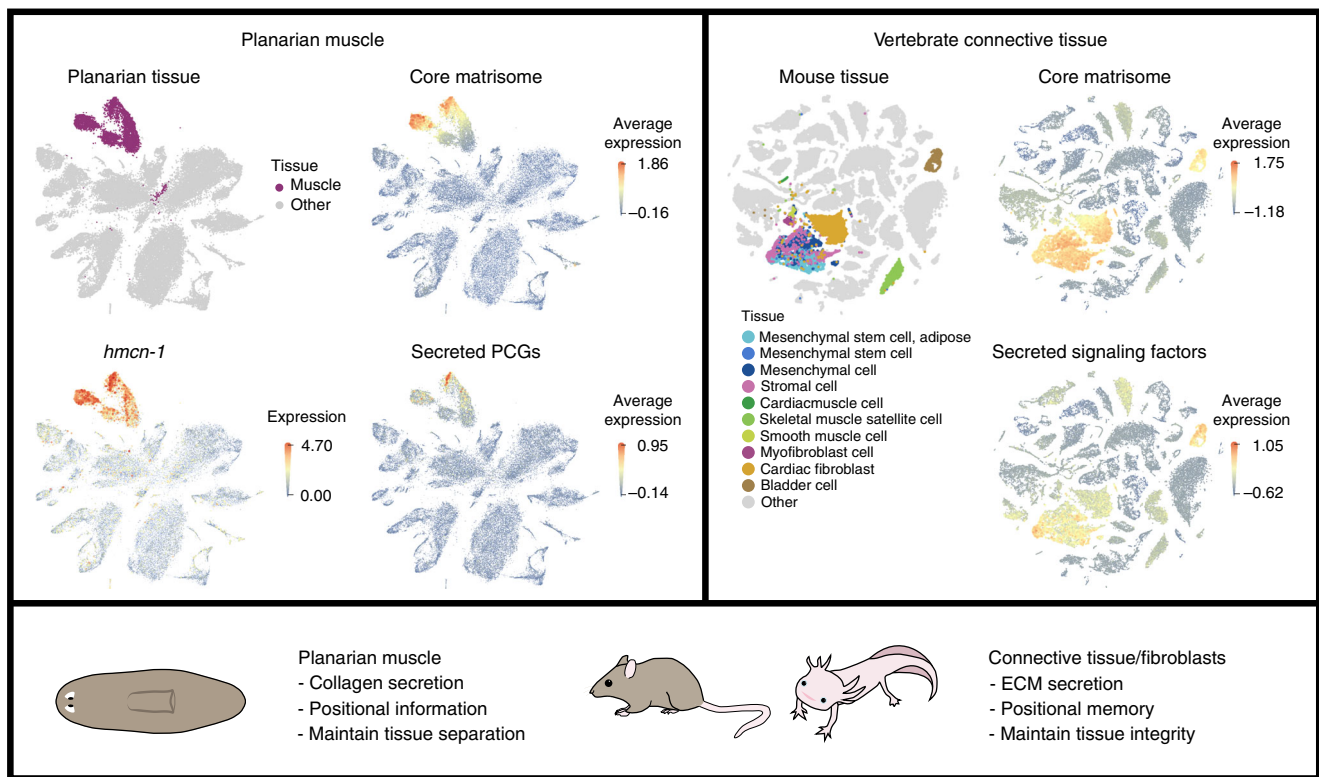 Planarian muscle
Planarian tissue
Core matrisome
Tissue
Muscle
Other
Average
expression
1.86
−0.16
hmcn-1
Secreted PCGs
Expression
4.70
0.00
Average
expression
0.95
−0.14
Vertebrate connective tissue
Mouse tissue
Core matrisome
Average
expression
1.75
−1.18
Tissue
Mesenchymal stem cell, adipose
Mesenchymal stem cell
Mesenchymal cell
Stromal cell
Cardiacmuscle cell
Skeletal muscle satellite cell
Smooth muscle cell
Myofibroblast cell
Cardiac fibroblast
Bladder cell
Other
Secreted signaling factors
Average
expression
1.05
−0.62
Planarian muscle
- Collagen secretion
- Positional information
- Maintain tissue separation
Connective tissue/fibroblasts
- ECM secretion
- Positional memory
- Maintain tissue integrity